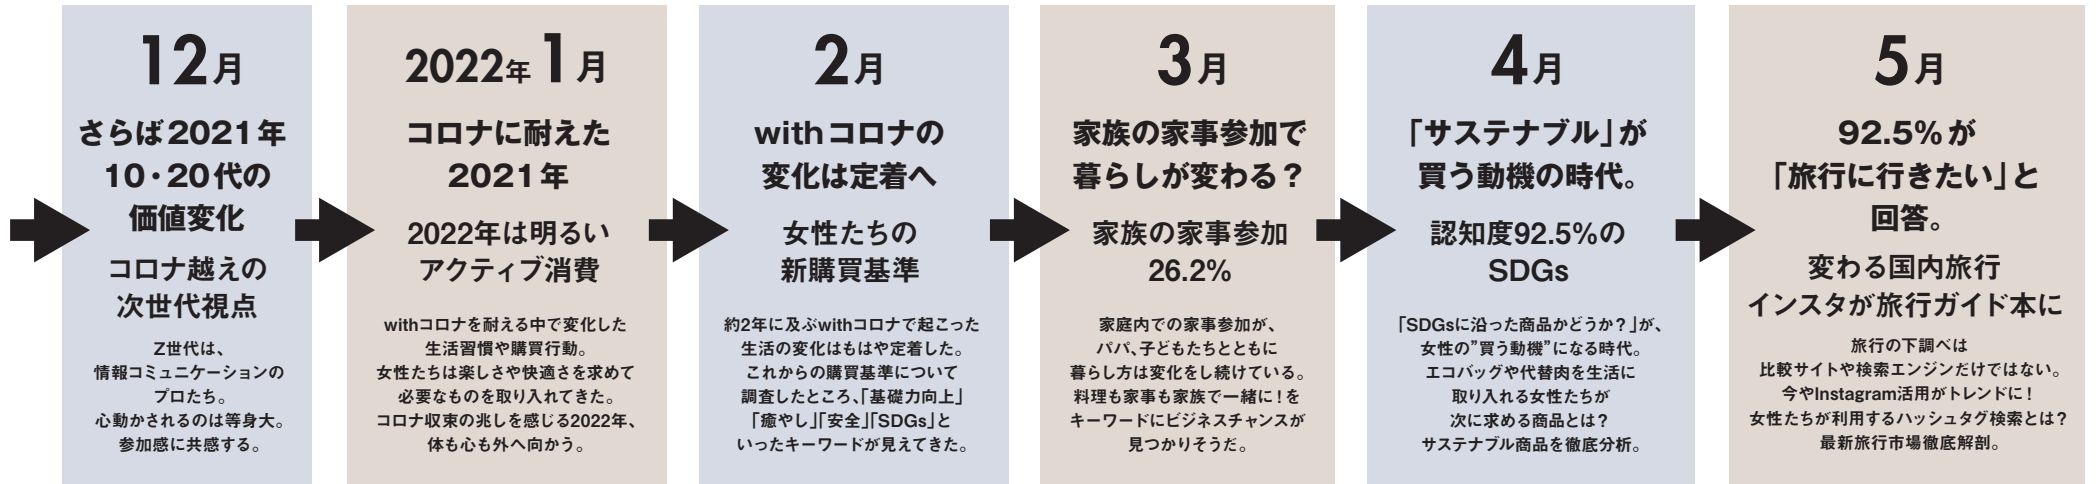 12月
さらば2021年
10・20代の
価値変化
コロナ越えの
次世代視点
Z世代は、
情報コミュニケーションの
プロたち。
心動かされるのは等身大。
参加感に共感する。
2022年1月
コロナに耐えた
2021年
2022年は明るい
アクティブ消費
withコロナを耐える中で変化した
生活習慣や購買行動。
女性たちは楽しさや快適さを求めて
必要なものを取り入れてきた。
コロナ収束の兆しを感じる2022年、
体も心も外へ向かう。
2月
withコロナの
変化は定着へ
女性たちの
新購買基準
約2年に及ぶwithコロナで起こった
生活の変化はもはや定着した。
これからの購買基準について
調査したところ、「基礎力向上」
「癒やし」「安全」「SDGs」と
いったキーワードが見えてきた。
3月
家族の家事参加で
暮らしが変わる？
家族の家事参加
26.2%
家庭内での家事参加が、
パパ、子どもたちとともに
暮らし方は変化をし続けている。
料理も家事も家族で一緒に！を
キーワードにビジネスチャンスが
見つかりそうだ。
4月
「サステナブル」が
買う動機の時代。
認知度92.5%の
SDGs
「SDGsに沿った商品かどうか？」が、
女性の”買う動機”になる時代。
エコバッグや代替肉を生活に
取り入れる女性たちが
次に求める商品とは？
サステナブル商品を徹底分析。
5月
92.5%が
「旅行に行きたい」と
回答。
変わる国内旅行
インスタが旅行ガイド本に
旅行の下調べは
比較サイトや検索エンジンだけではない。
今やInstagram活用がトレンドに！
女性たちが利用するハッシュタグ検索とは？
最新旅行市場徹底解剖。